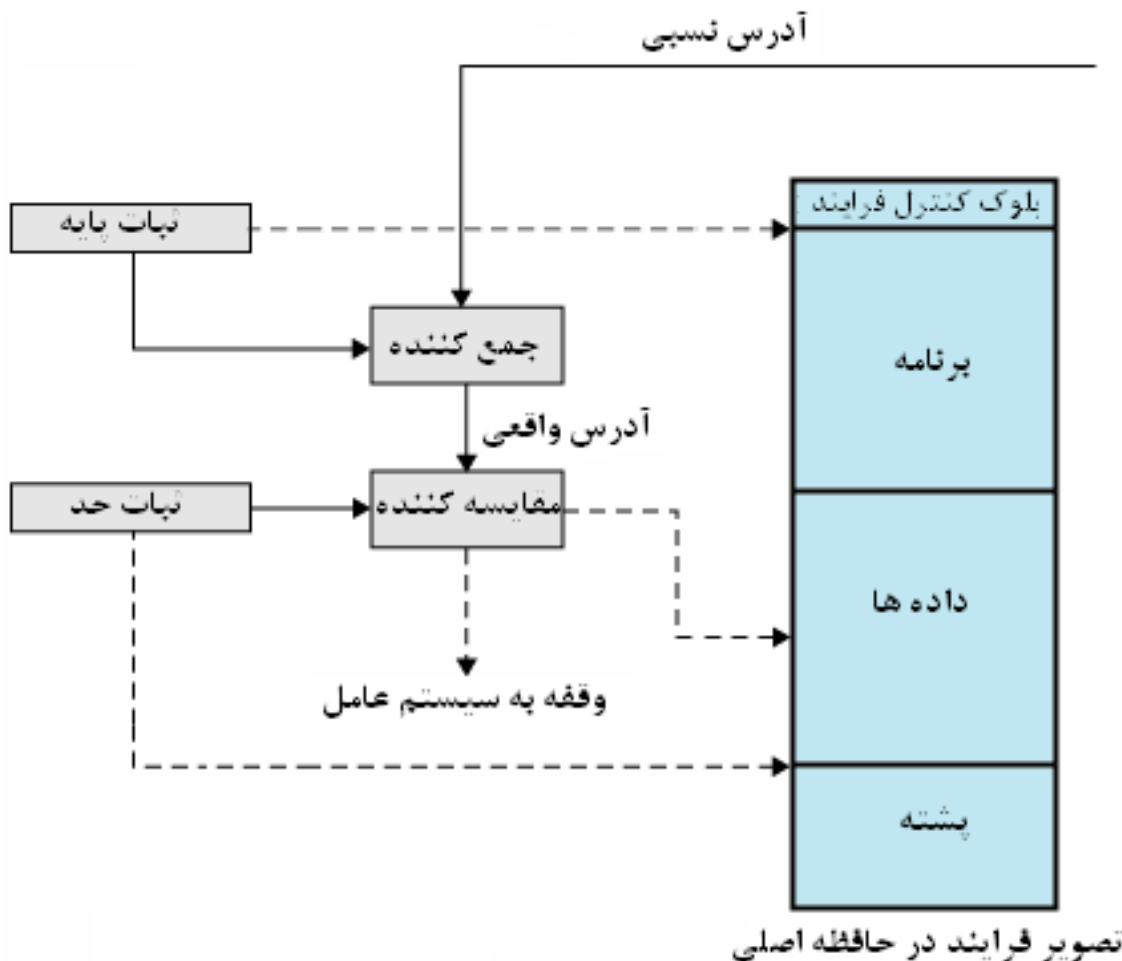 آدرس نسبی
بلوک کنترل فرایند :
ثبات پایه
جمع کننده
برنامه
آدرس واقعی
ثبات حد
مقایسه کننده
داده ها
وقفه به سیستم عامل
پشته
تصویر فرایند در حافظه اصلی